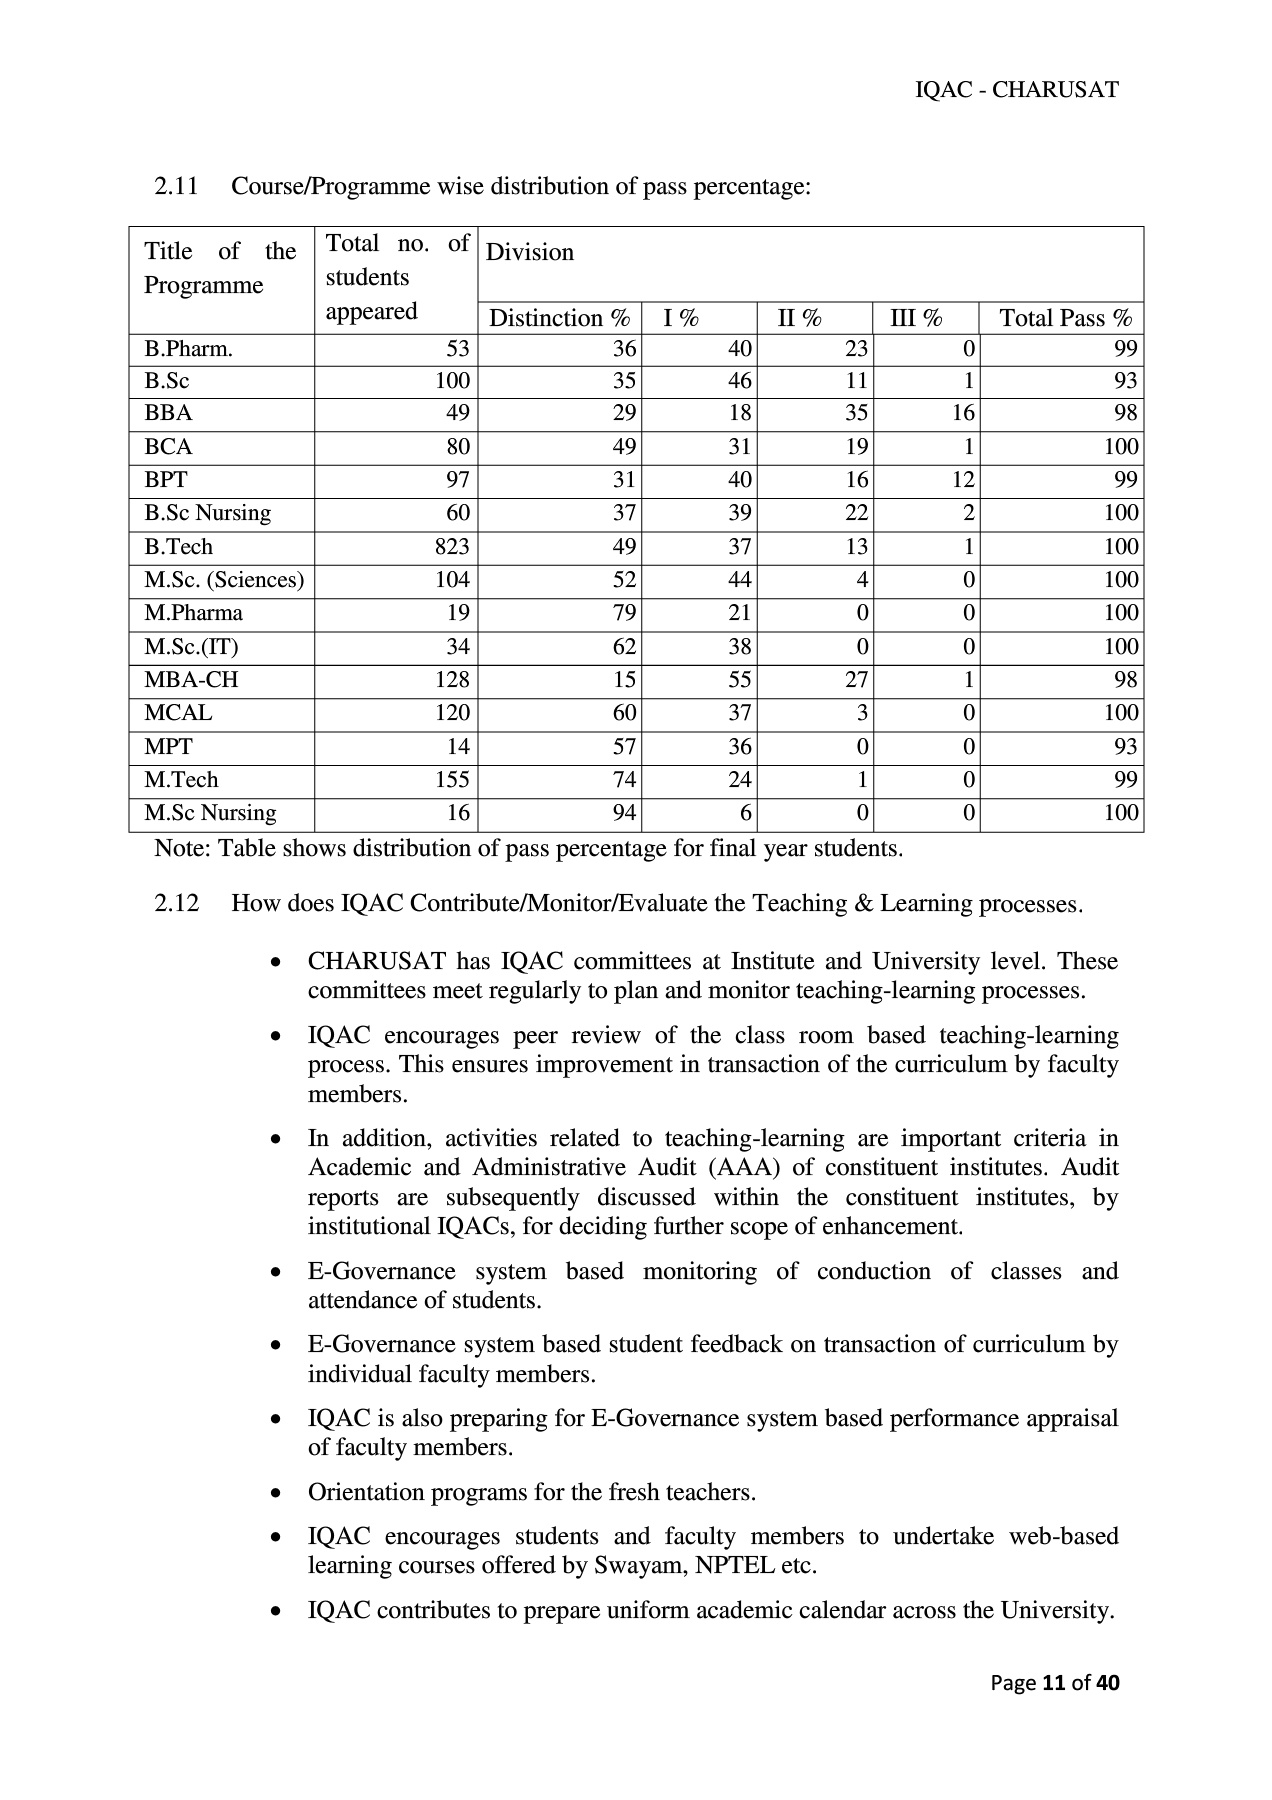 IQAC - CHARUSAT
2.11 Course/Programme wise distribution of pass percentage:
Title of the Programme | Total no. of students appeared | Division
Distinction % | I % | II % | III % | Total Pass %
B.Pharm. 53 36 40 23 0 99
B.Sc 100 35 46 11 1 93
BBA 49 29 18 35 16 98
BCA 80 49 31 19 1 100
BPT 97 31 40 16 12 99
B.Sc Nursing 60 37 39 22 2 100
B.Tech 823 49 37 13 1 100
M.Sc. (Sciences) 104 52 44 4 0 100
M.Pharma 19 79 21 0 0 100
M.Sc.(IT) 34 62 38 0 0 100
MBA-CH 128 15 55 27 1 98
MCAL 120 60 37 3 0 100
MPT 14 57 36 0 0 93
M.Tech 155 74 24 1 0 99
M.Sc Nursing 16 94 6 0 0 100
Note: Table shows distribution of pass percentage for final year students.
2.12 How does IQAC Contribute/Monitor/Evaluate the Teaching & Learning processes.
• CHARUSAT has IQAC committees at Institute and University level. These
committees meet regularly to plan and monitor teaching-learning processes.
• IQAC encourages peer review of the class room based teaching-learning
process. This ensures improvement in transaction of the curriculum by faculty
members.
• In addition, activities related to teaching-learning are important criteria in
Academic and Administrative Audit (AAA) of constituent institutes. Audit
reports are subsequently discussed within the constituent institutes, by
institutional IQACs, for deciding further scope of enhancement.
• E-Governance system based monitoring of conduction of classes and
attendance of students.
• E-Governance system based student feedback on transaction of curriculum by
individual faculty members.
• IQAC is also preparing for E-Governance system based performance appraisal
of faculty members.
• Orientation programs for the fresh teachers.
• IQAC encourages students and faculty members to undertake web-based
learning courses offered by Swayam, NPTEL etc.
• IQAC contributes to prepare uniform academic calendar across the University.
Page 11 of 40